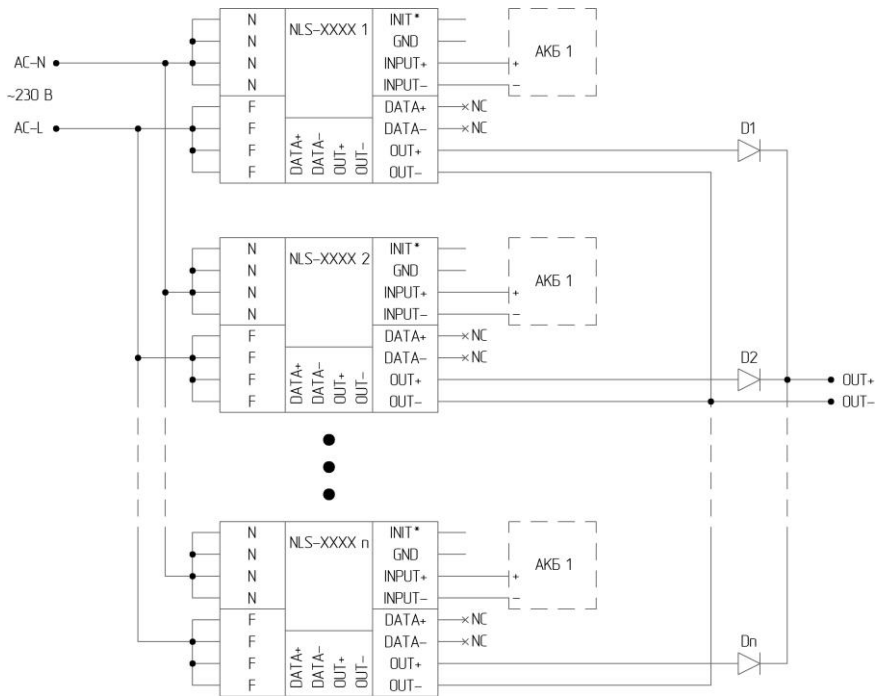 N NLS-XXXX 1 INIT*
N GND
AC-N N INPUT+ + АКБ 1
N INPUT- -
~230 В
F DATA+ NC
AC-L F DATA- NC
F DATA+ DATA- OUT+ OUT- OUT+ D1
F OUT-
N NLS-XXXX 2 INIT*
N GND
N INPUT+ + АКБ 1
N INPUT- -
F DATA+ NC
F DATA- NC
F DATA+ DATA- OUT+ OUT- OUT+ D2 OUT+
F OUT- OUT-
N NLS-XXXX n INIT*
N GND
N INPUT+ + АКБ 1
N INPUT- -
F DATA+ NC
F DATA- NC
F DATA+ DATA- OUT+ OUT- OUT+ Dn
F OUT-